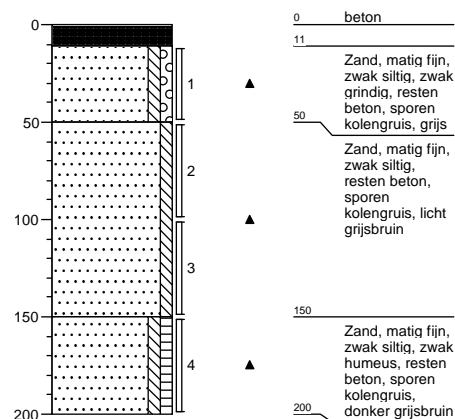 0
50
100
150
200
1
2
3
4
0 beton
11
Zand, matig fijn,
zwak siltig, zwak
grindig, resten
beton, sporen
kolengruis, grijs
50
Zand, matig fijn,
zwak siltig,
resten beton,
sporen
kolengruis, licht
grijsbruin
150
Zand, matig fijn,
zwak siltig, zwak
humeus, resten
beton, sporen
kolengruis,
donker grijsbruin
200